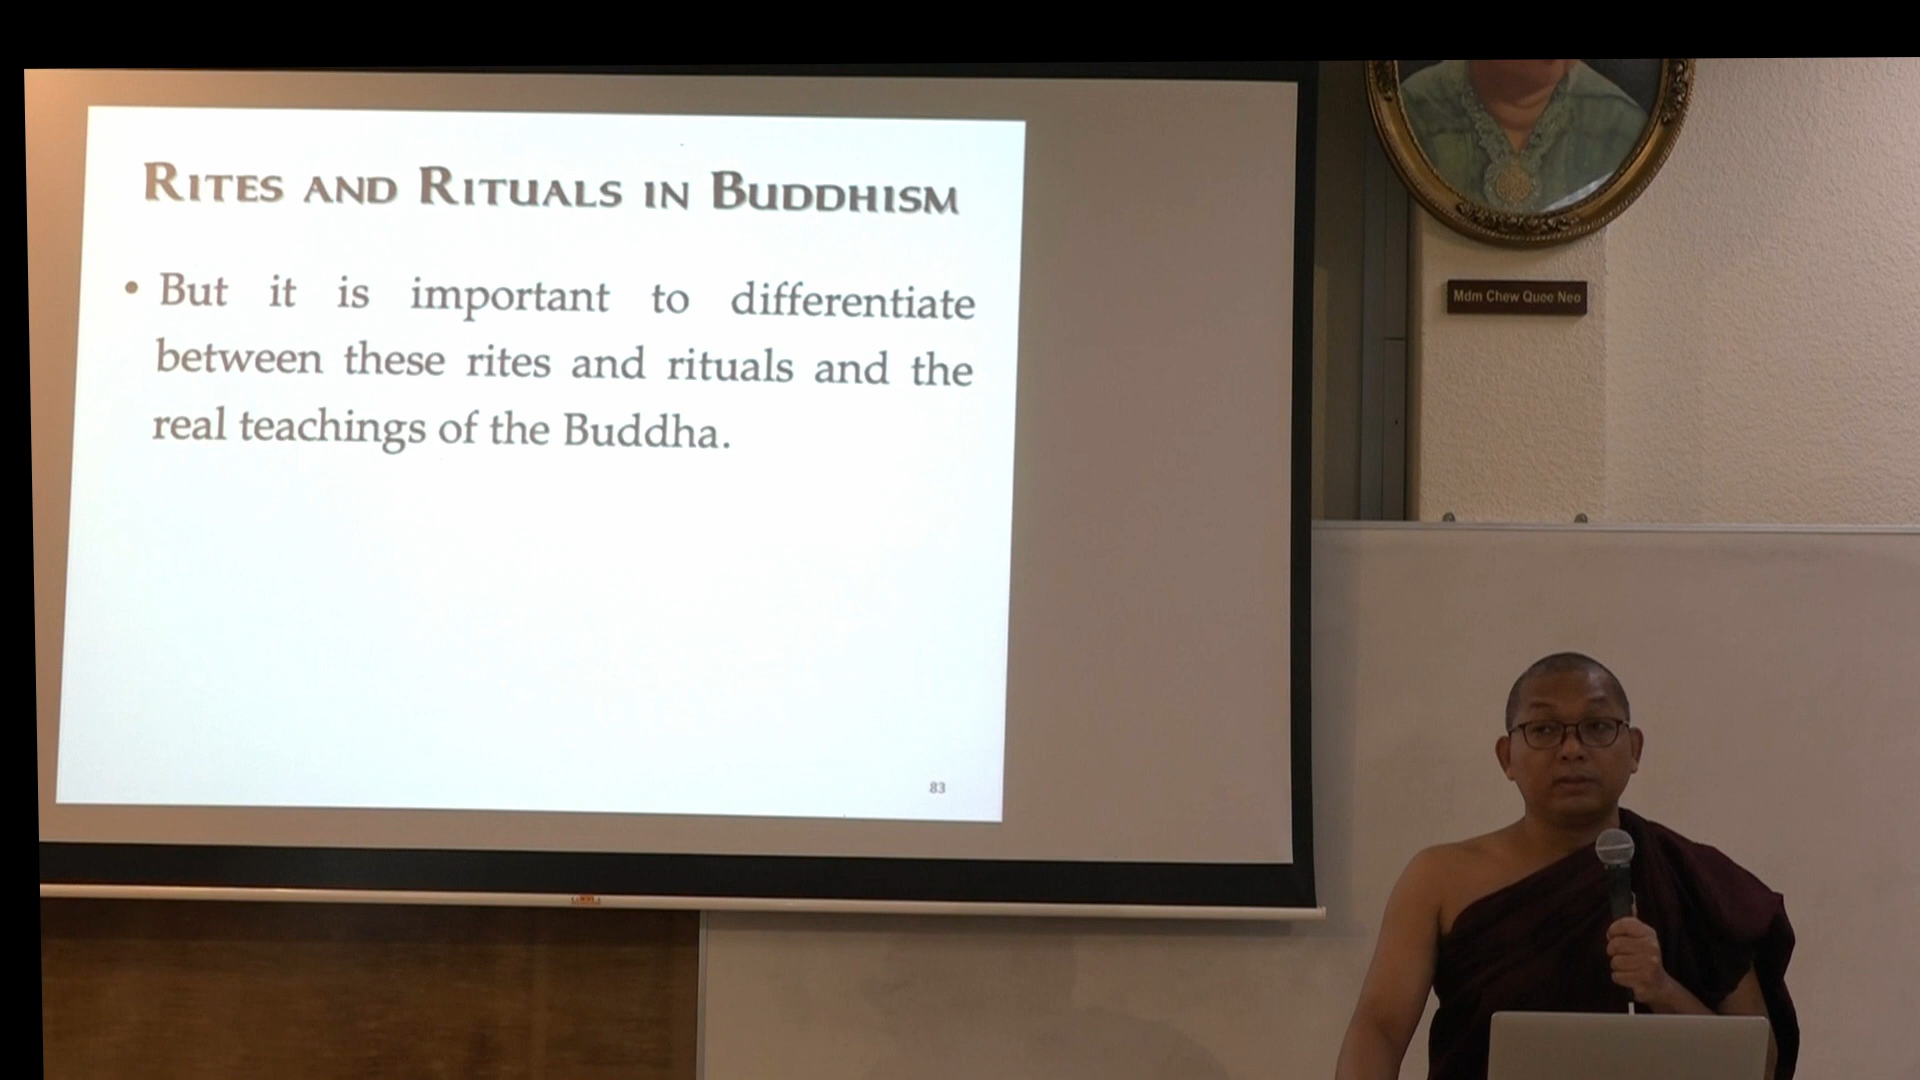 RITES AND RITUALS IN BUDDHISM
• But it is important to differentiate
between these rites and rituals and the
real teachings of the Buddha.
83
Mdm Chew Quee Neo